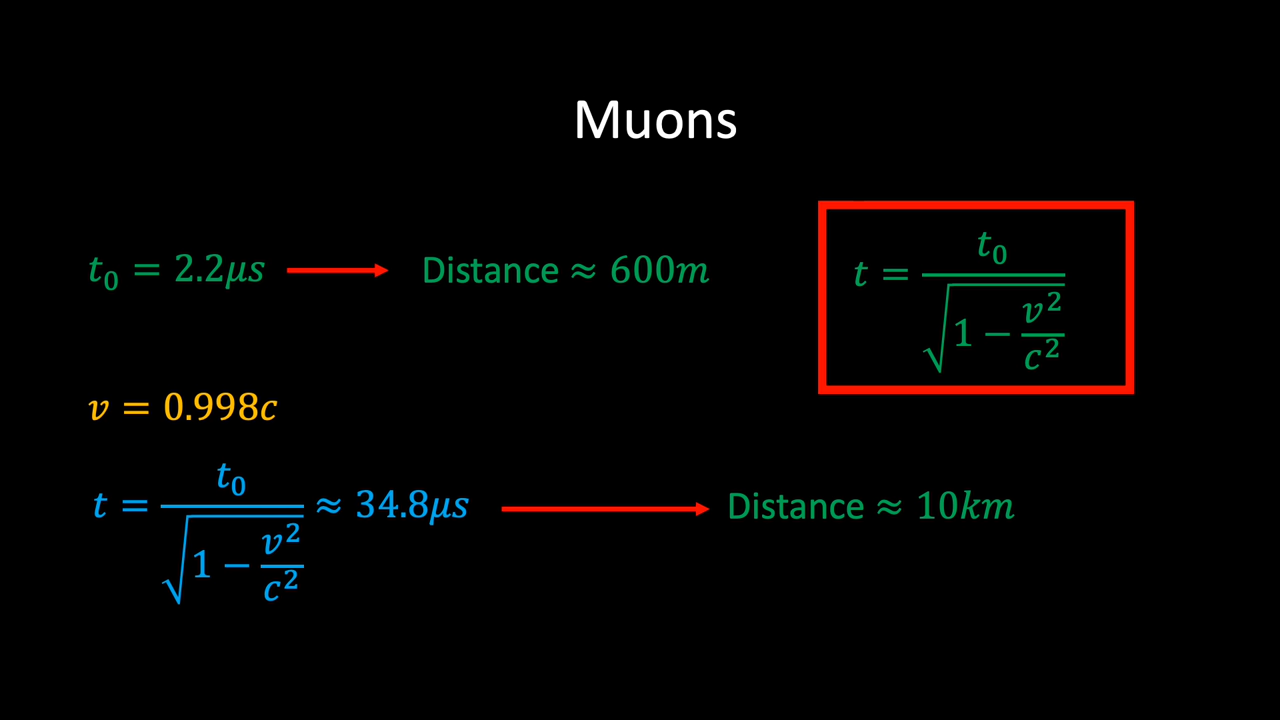 Muons
t₀ = 2.2μs → Distance ≈ 600m
t = t₀ / √(1 − v²/c²)
v = 0.998c
t = t₀ / √(1 − v²/c²) ≈ 34.8μs → Distance ≈ 10km